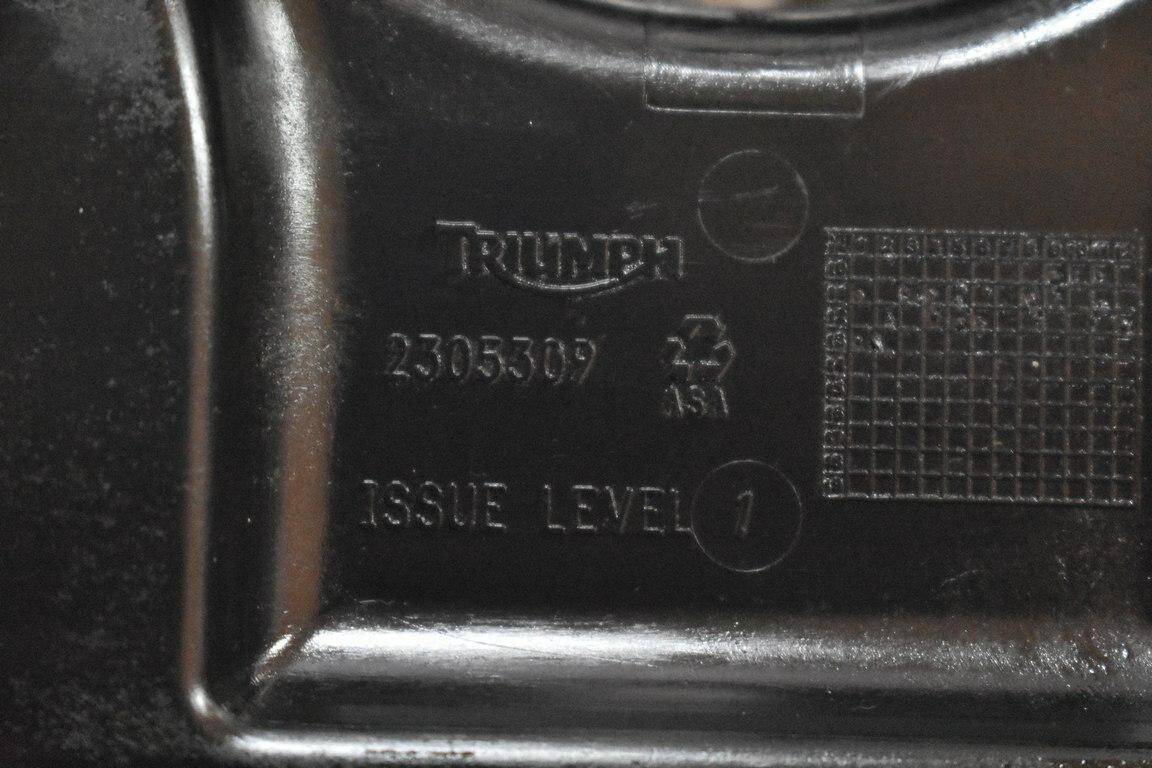 TRIUMPH
2305309
ASA
ISSUE LEVEL 1